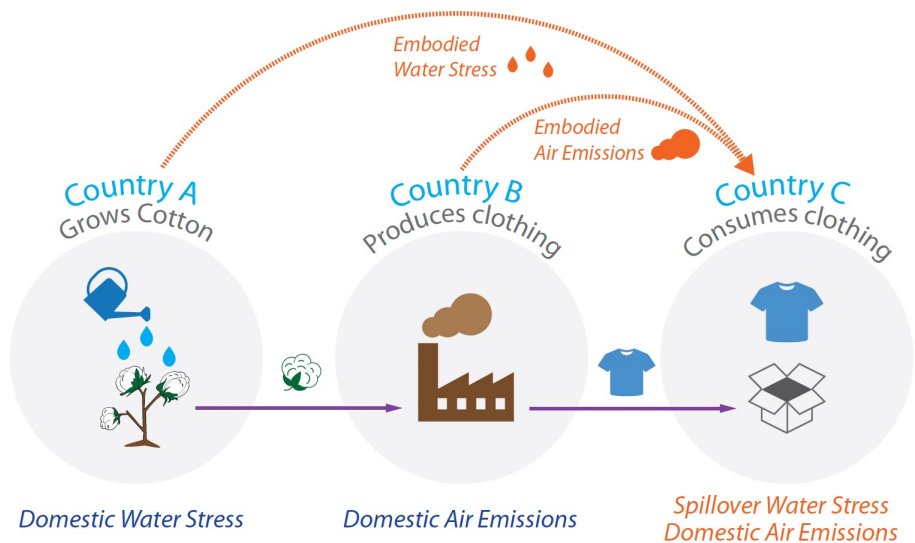 Embodied
Water Stress
Embodied
Air Emissions
Country A
Grows Cotton
Country B
Produces clothing
Country C
Consumes clothing
Domestic Water Stress
Domestic Air Emissions
Spillover Water Stress
Domestic Air Emissions